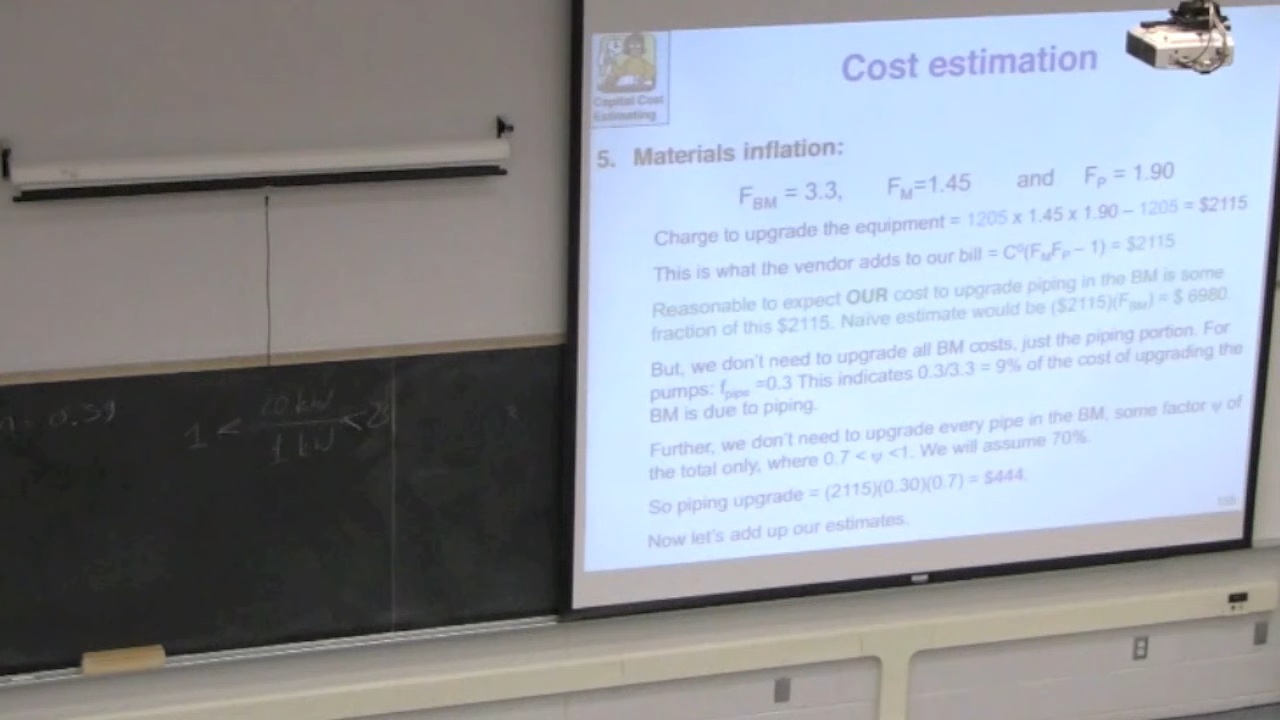 Capital Cost
Estimating
Cost estimation
5. Materials inflation:
F_BM = 3.3, F_M=1.45 and F_P = 1.90
Charge to upgrade the equipment = 1205 x 1.45 x 1.90 – 1205 = $2115
This is what the vendor adds to our bill = C⁰(F_MF_P – 1) = $2115
Reasonable to expect OUR cost to upgrade piping in the BM is some
fraction of this $2115. Naive estimate would be ($2115)(F_BM) = $ 6980.
But, we don't need to upgrade all BM costs, just the piping portion. For
pumps: f_pipe =0.3 This indicates 0.3/3.3 = 9% of the cost of upgrading the
BM is due to piping.
Further, we don't need to upgrade every pipe in the BM, some factor ψ of
the total only, where 0.7 < ψ <1. We will assume 70%.
So piping upgrade = (2115)(0.30)(0.7) = $444.
Now let's add up our estimates.
= 0.39
1 < 20 kW
1 kW